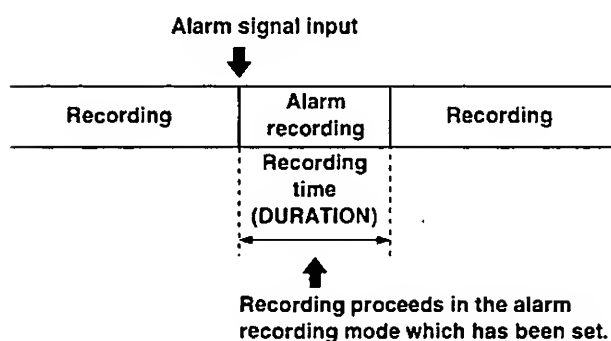 Alarm signal input
Recording
Alarm
recording
Recording
Recording
time
(DURATION)
Recording proceeds in the alarm
recording mode which has been set.